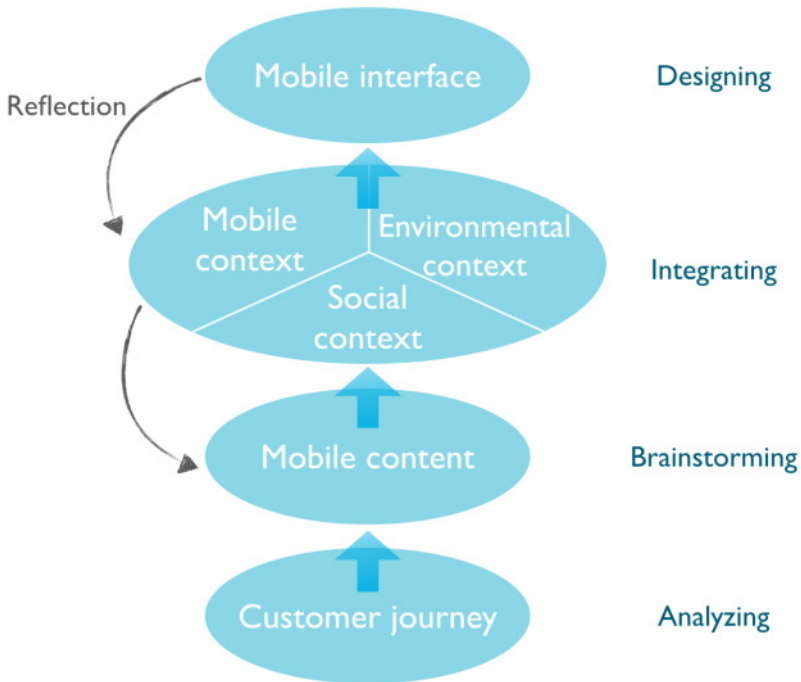 Mobile interface
Designing
Reflection
Mobile
context
Environmental
context
Social
context
Integrating
Mobile content
Brainstorming
Customer journey
Analyzing